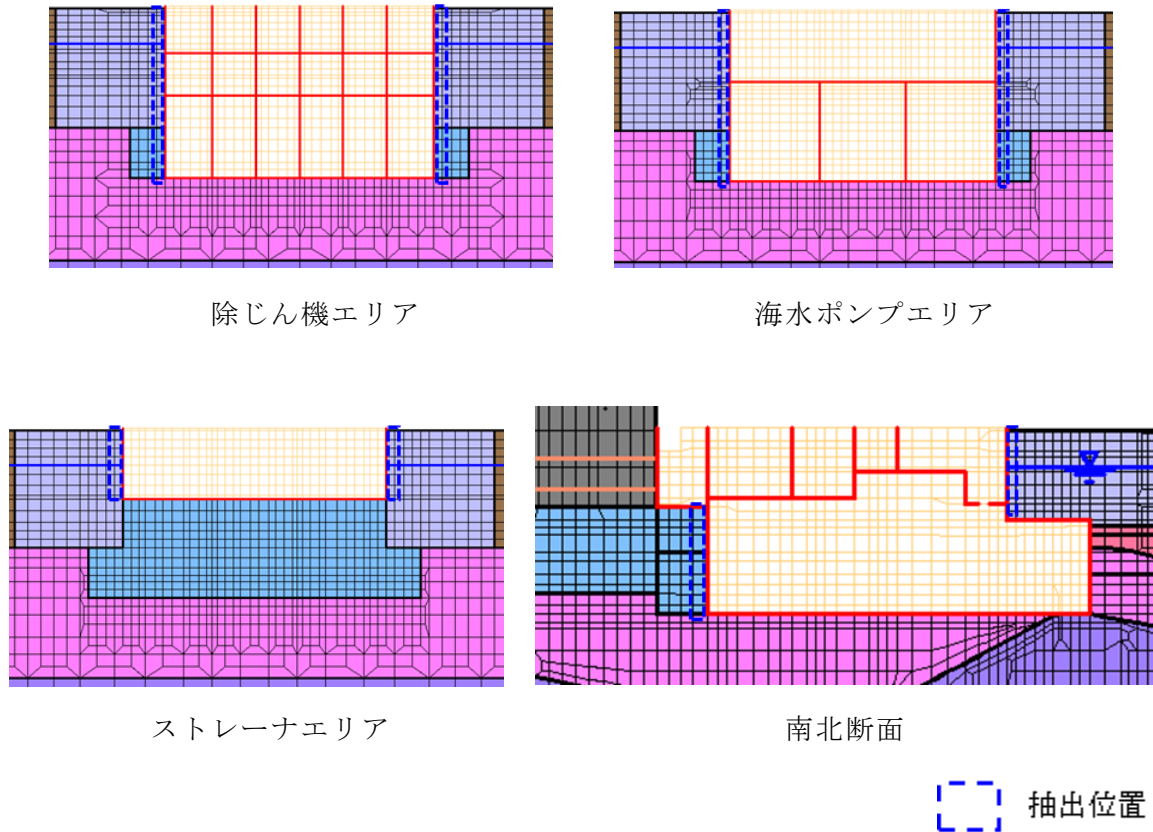 除じん機エリア
海水ポンプエリア
ストレーナエリア
南北断面
抽出位置